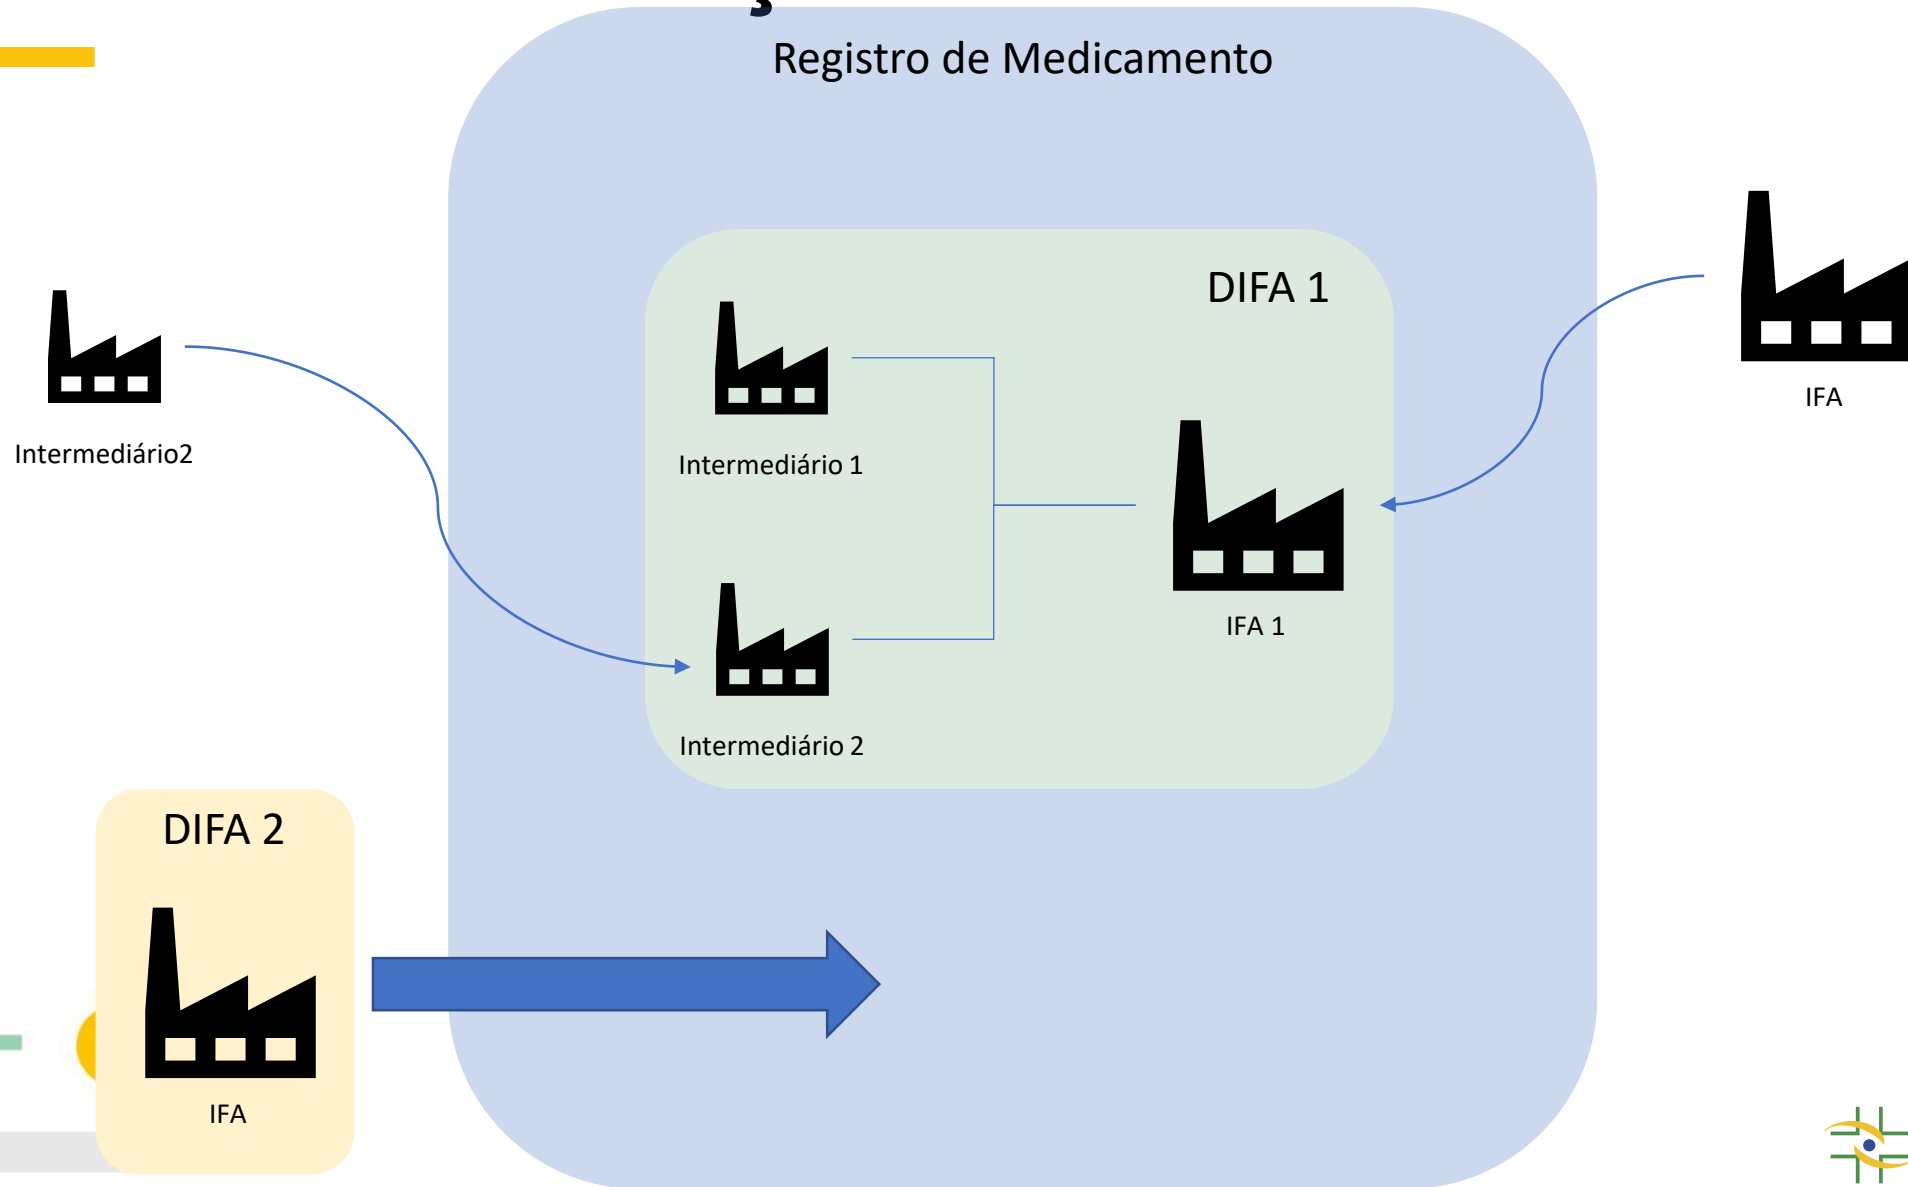 Registro de Medicamento
DIFA 1
IFA
Intermediário2
Intermediário 1
IFA 1
Intermediário 2
DIFA 2
IFA